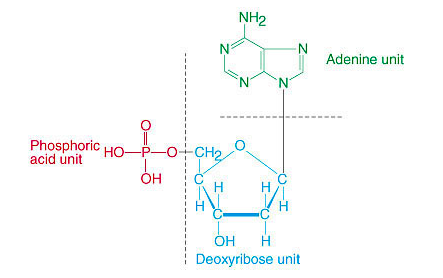 NH2
N
N
N
N
Adenine unit
Phosphoric
acid unit
O
HO—P—O—CH2
OH
O
C
C
H
H
H
H
C
C
OH
H
Deoxyribose unit